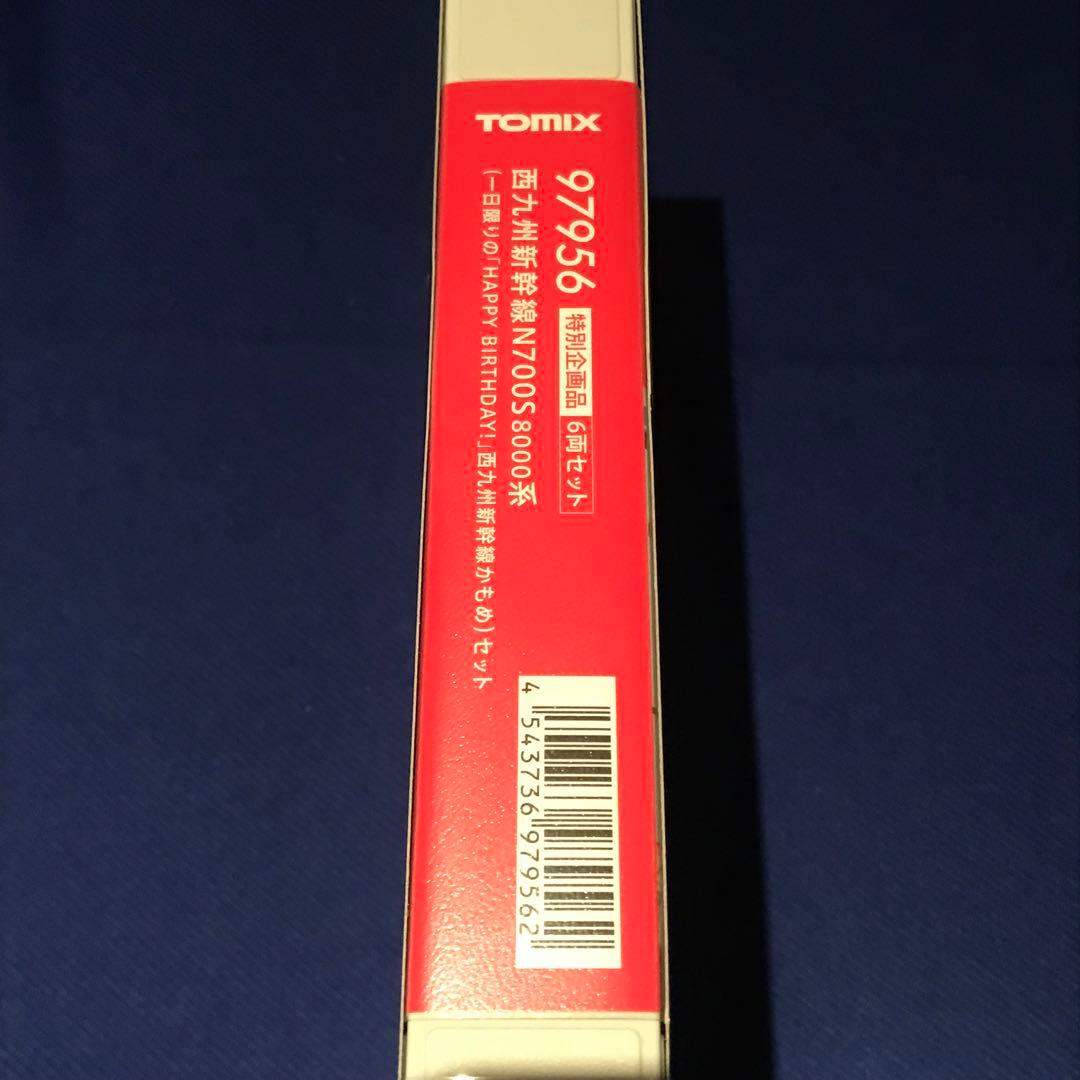 TOMIX
97956 特別企画品 6両セット
西九州新幹線N700S8000系
(一日限りの「HAPPY BIRTHDAY!」西九州新幹線かもめ)セット
4 543736 979562